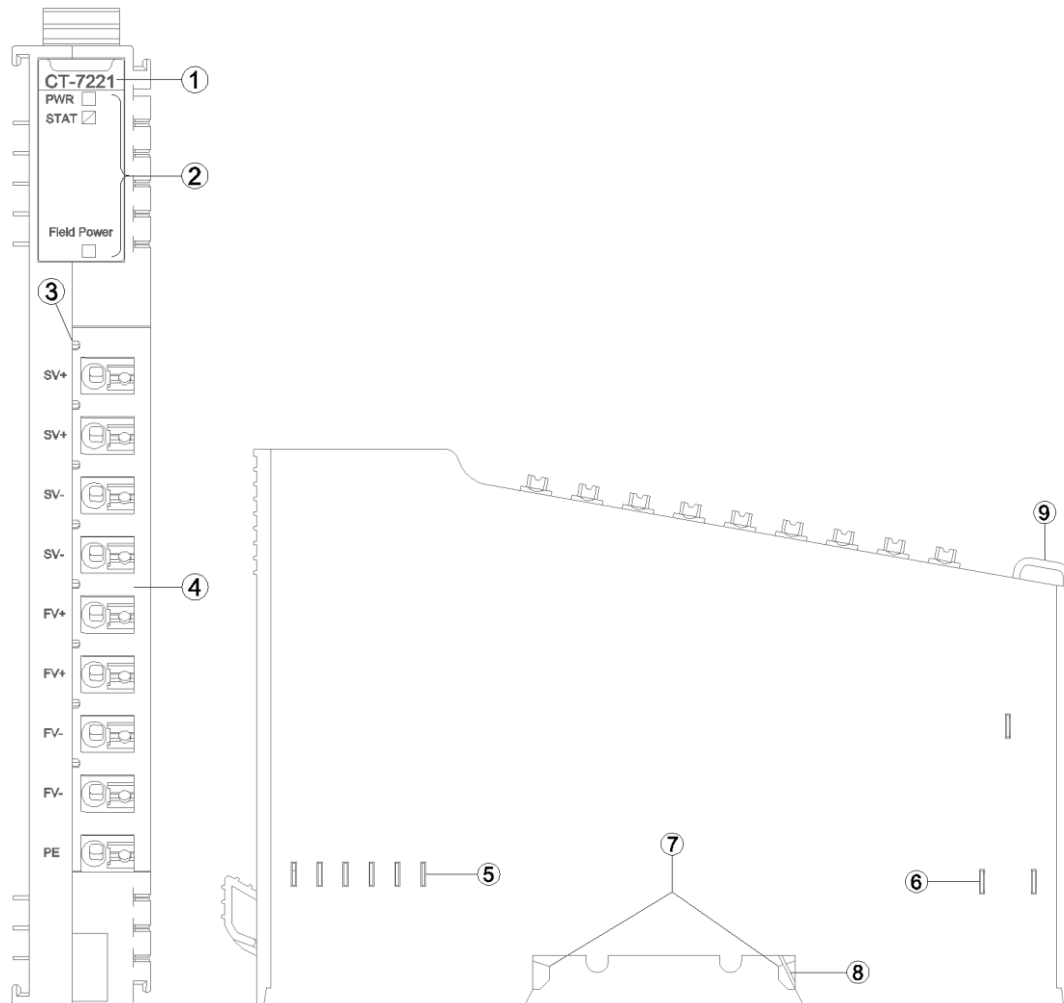 CT-7221
①
PWR
STAT
②
Field Power
③
SV+
SV+
SV-
SV-
④
FV+
FV+
FV-
FV-
PE
⑨
⑦
⑤
⑥
⑧